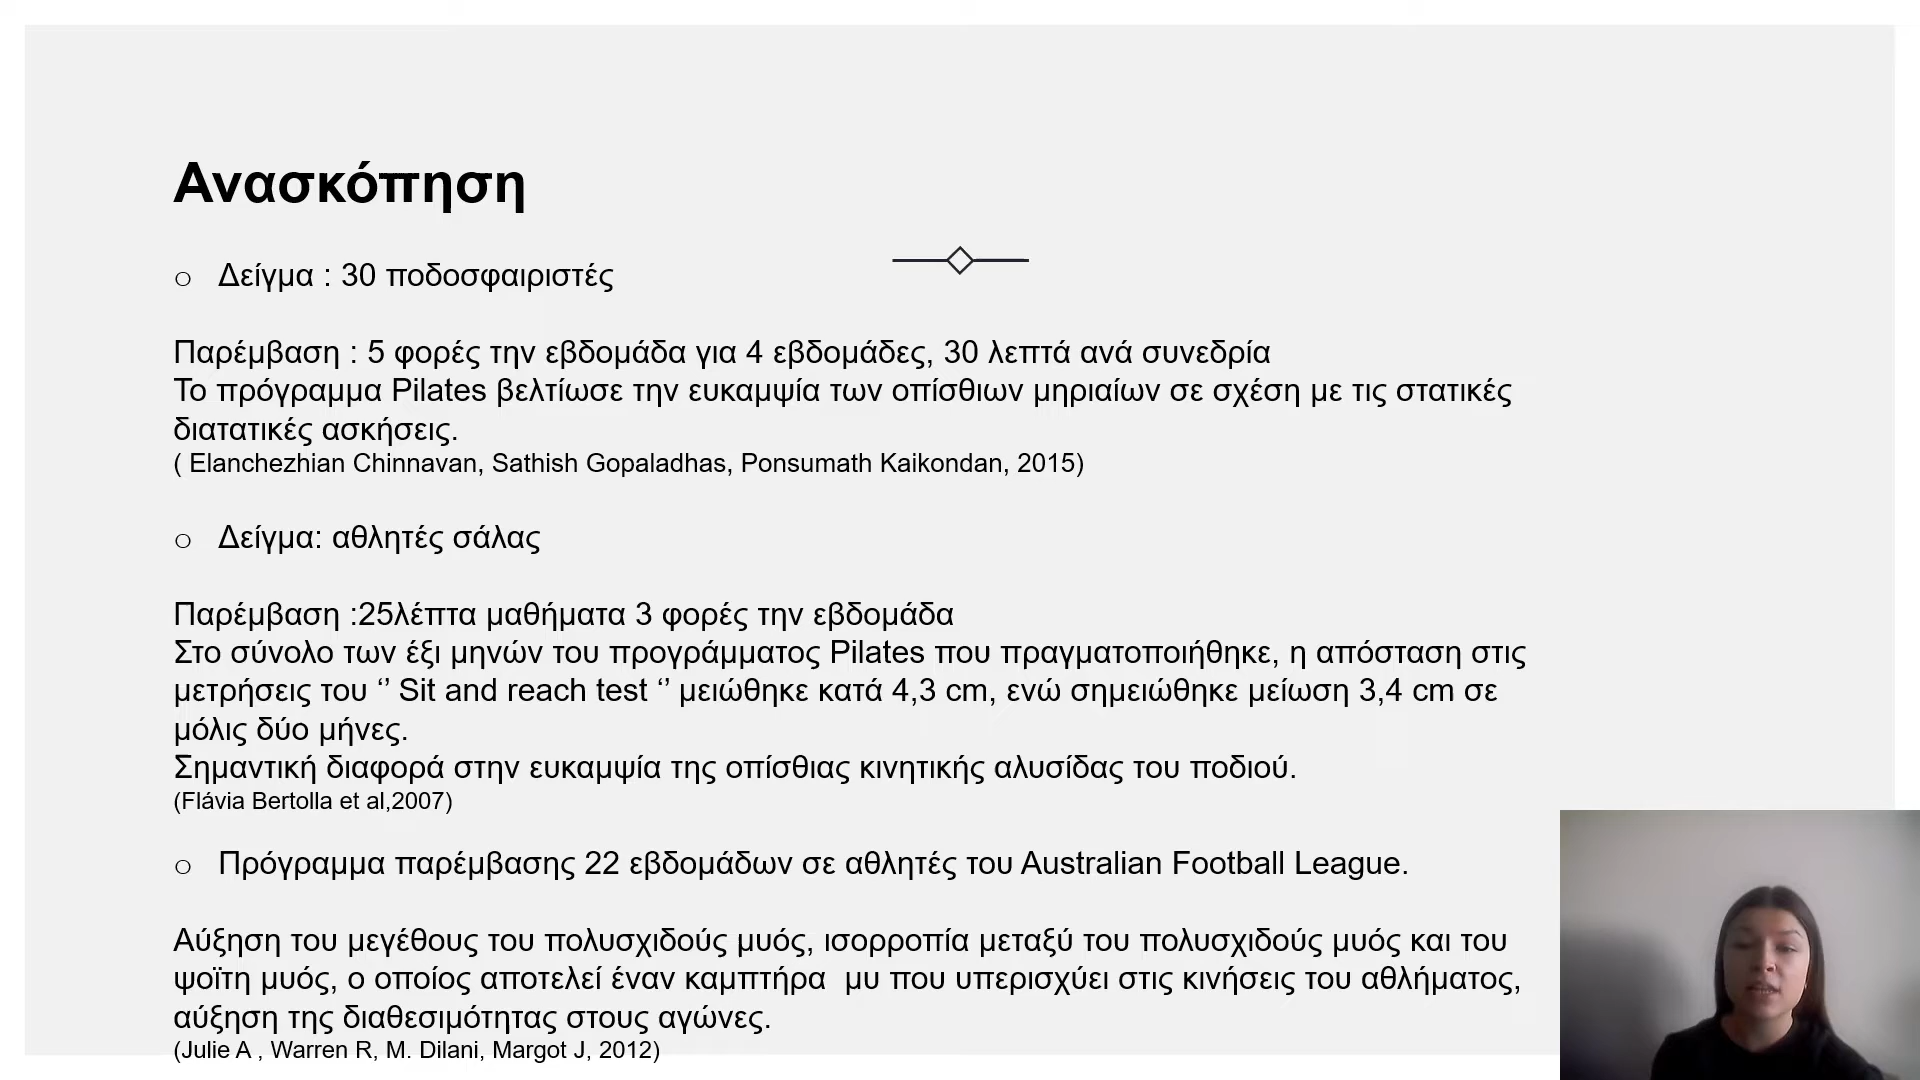 Ανασκόπηση
o Δείγμα : 30 ποδοσφαιριστές
Παρέμβαση : 5 φορές την εβδομάδα για 4 εβδομάδες, 30 λεπτά ανά συνεδρία
Το πρόγραμμα Pilates βελτίωσε την ευκαμψία των οπίσθιων μηριαίων σε σχέση με τις στατικές
διατατικές ασκήσεις.
( Elanchezhian Chinnavan, Sathish Gopaladhas, Ponsumath Kaikondan, 2015)
o Δείγμα: αθλητές σάλας
Παρέμβαση :25λέπτα μαθήματα 3 φορές την εβδομάδα
Στο σύνολο των έξι μηνών του προγράμματος Pilates που πραγματοποιήθηκε, η απόσταση στις
μετρήσεις του ‘’ Sit and reach test ‘’ μειώθηκε κατά 4,3 cm, ενώ σημειώθηκε μείωση 3,4 cm σε
μόλις δύο μήνες.
Σημαντική διαφορά στην ευκαμψία της οπίσθιας κινητικής αλυσίδας του ποδιού.
(Flávia Bertolla et al,2007)
o Πρόγραμμα παρέμβασης 22 εβδομάδων σε αθλητές του Australian Football League.
Αύξηση του μεγέθους του πολυσχιδούς μυός, ισορροπία μεταξύ του πολυσχιδούς μυός και του
ψοϊτη μυός, ο οποίος αποτελεί έναν καμπτήρα  μυ που υπερισχύει στις κινήσεις του αθλήματος,
αύξηση της διαθεσιμότητας στους αγώνες.
(Julie A , Warren R, M. Dilani, Margot J, 2012)